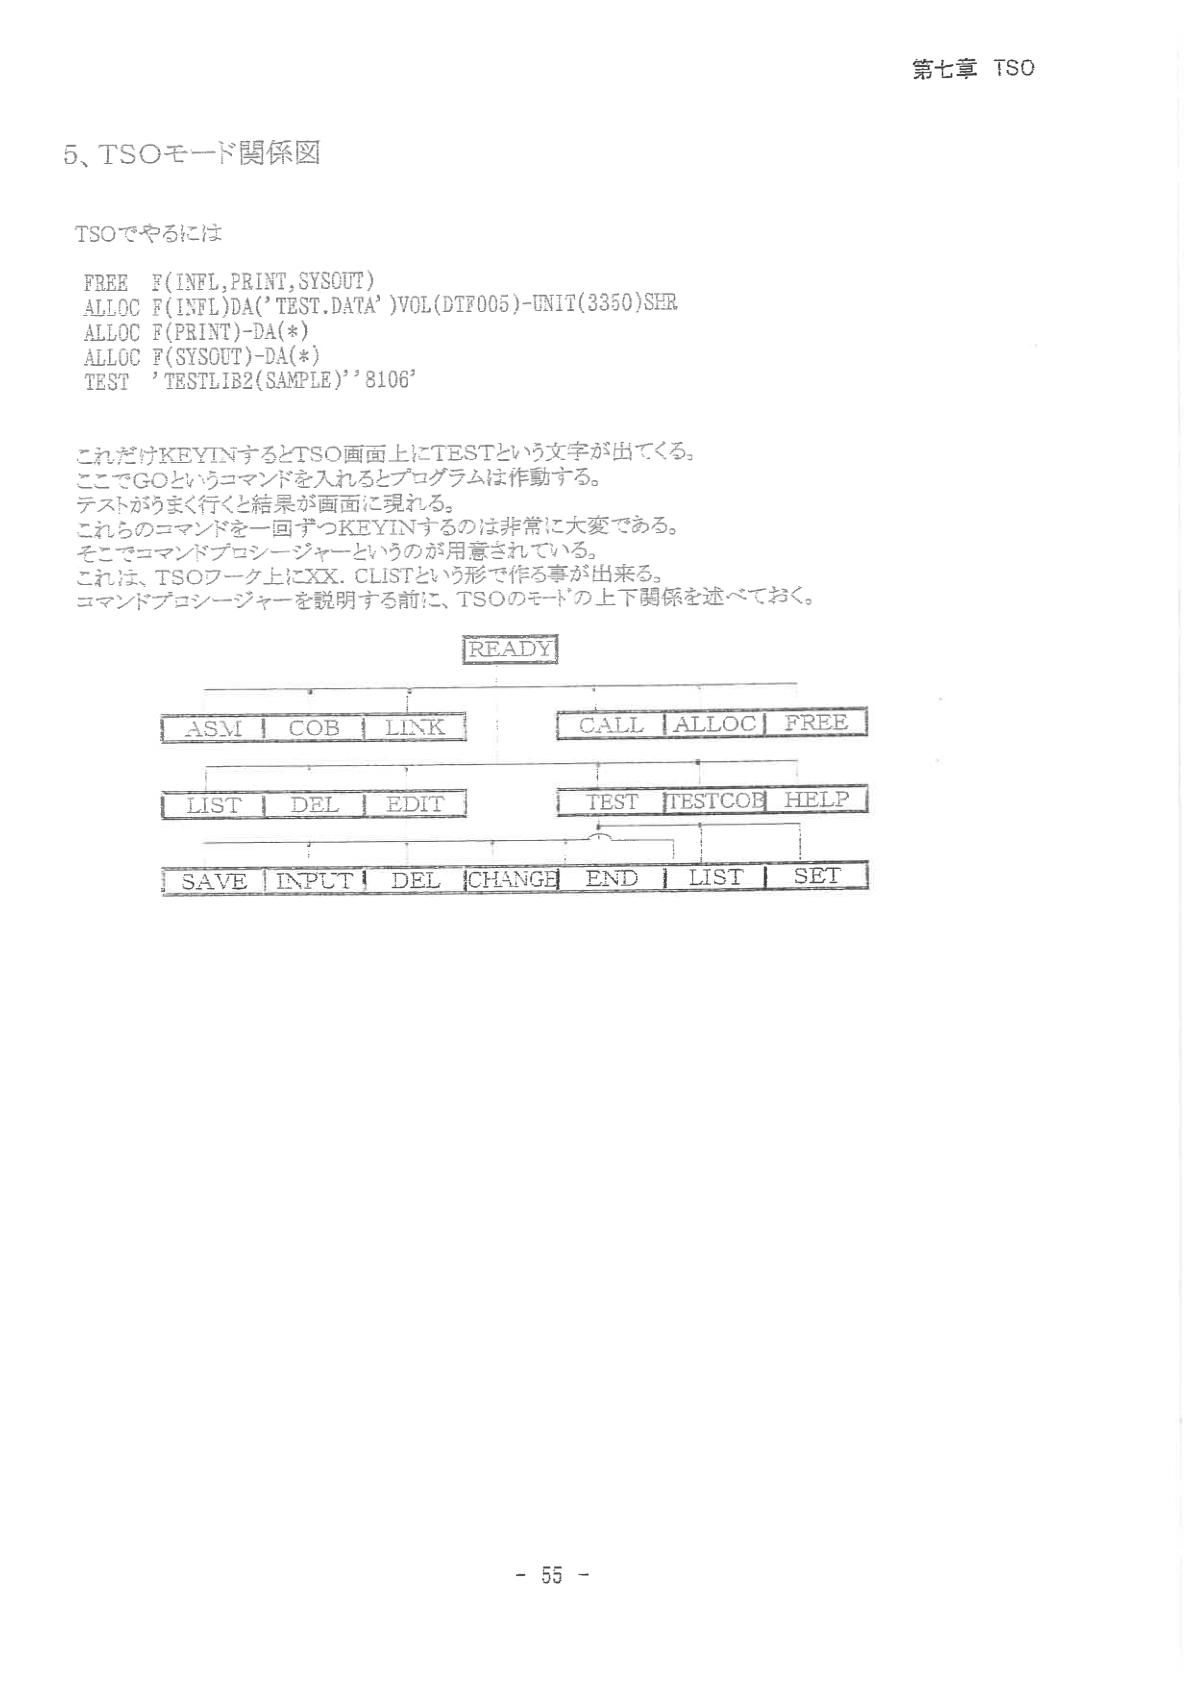 第七章 TSO
5、TSOモード関係図
TSOでやるには
FREE F(INFL,PRINT,SYSOUT)
ALLOC F(INFL)DA('TEST.DATA')VOL(DTF005)-UNIT(3350)SHR
ALLOC F(PRINT)-DA(*)
ALLOC F(SYSOUT)-DA(*)
TEST 'TESTLIB2(SAMPLE)''8106'
これだけKEYINするとTSO画面上にTESTという文字が出てくる。
ここでGOというコマンドを入れるとプログラムは作動する。
テストがうまく行くと結果が画面に現れる。
これらのコマンドを一回ずつKEYINするのは非常に大変である。
そこでコマンドプロシージャーというのが用意されている。
これは、TSOワーク上にXX. CLISTという形で作る事が出来る。
コマンドプロシージャーを説明する前に、TSOのモードの上下関係を述べておく。
READY
ASM COB LINK CALL ALLOC FREE
LIST DEL EDIT TEST TESTCOB HELP
SAVE INPUT DEL CHANGE END LIST SET
- 55 -